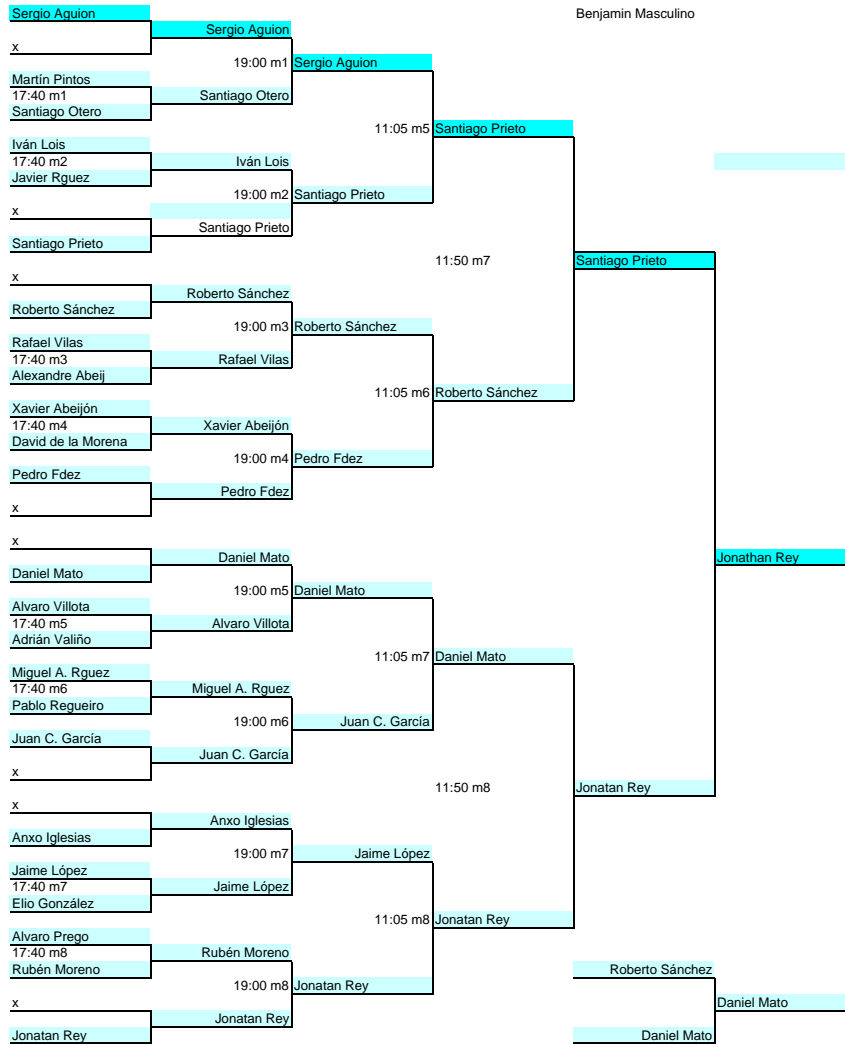 Sergio Aguion
Benjamin Masculino
Sergio Aguion
x
19:00 m1 Sergio Aguion
Martín Pintos
17:40 m1
Santiago Otero
Santiago Otero
11:05 m5 Santiago Prieto
Iván Lois
17:40 m2
Iván Lois
Javier Rguez
19:00 m2 Santiago Prieto
x
Santiago Prieto
Santiago Prieto
11:50 m7
Santiago Prieto
x
Roberto Sánchez
Roberto Sánchez
19:00 m3 Roberto Sánchez
Rafael Vilas
17:40 m3
Rafael Vilas
Alexandre Abeij
11:05 m6 Roberto Sánchez
Xavier Abeijón
17:40 m4
Xavier Abeijón
David de la Morena
19:00 m4 Pedro Fdez
Pedro Fdez
Pedro Fdez
x
x
Daniel Mato
Jonathan Rey
Daniel Mato
19:00 m5 Daniel Mato
Alvaro Villota
17:40 m5
Alvaro Villota
Adrián Valiño
11:05 m7 Daniel Mato
Miguel A. Rguez
17:40 m6
Miguel A. Rguez
Pablo Regueiro
19:00 m6
Juan C. García
Juan C. García
Juan C. García
x
11:50 m8
Jonatan Rey
x
Anxo Iglesias
Anxo Iglesias
19:00 m7
Jaime López
Jaime López
17:40 m7
Jaime López
Elio González
11:05 m8 Jonatan Rey
Alvaro Prego
17:40 m8
Rubén Moreno
Rubén Moreno
Roberto Sánchez
19:00 m8 Jonatan Rey
x
Daniel Mato
Jonatan Rey
Jonatan Rey
Daniel Mato